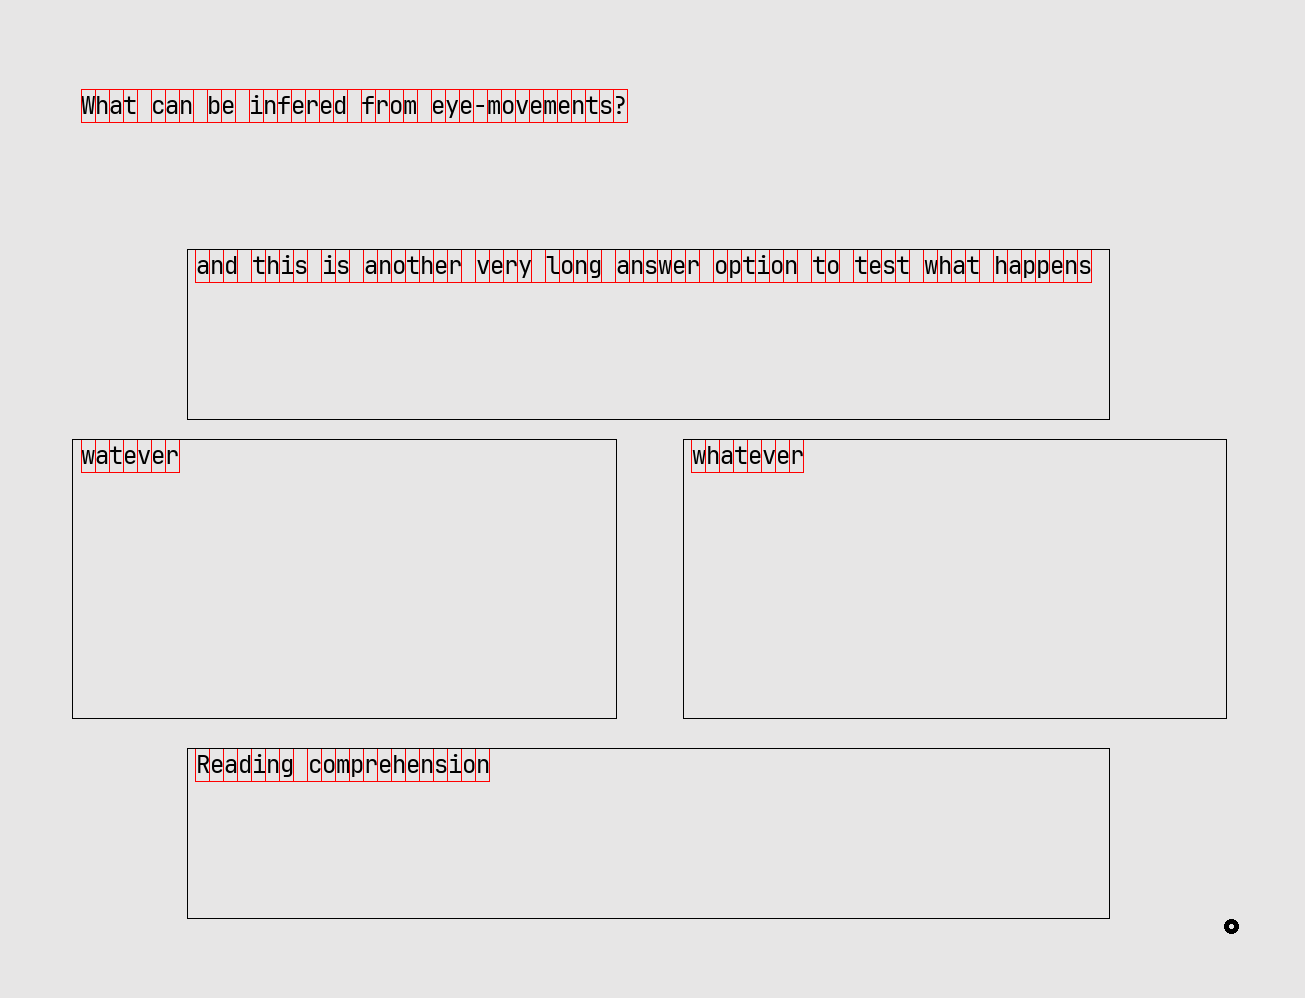 What can be infered from eye-movements?
and this is another very long answer option to test what happens
watever
whatever
Reading comprehension